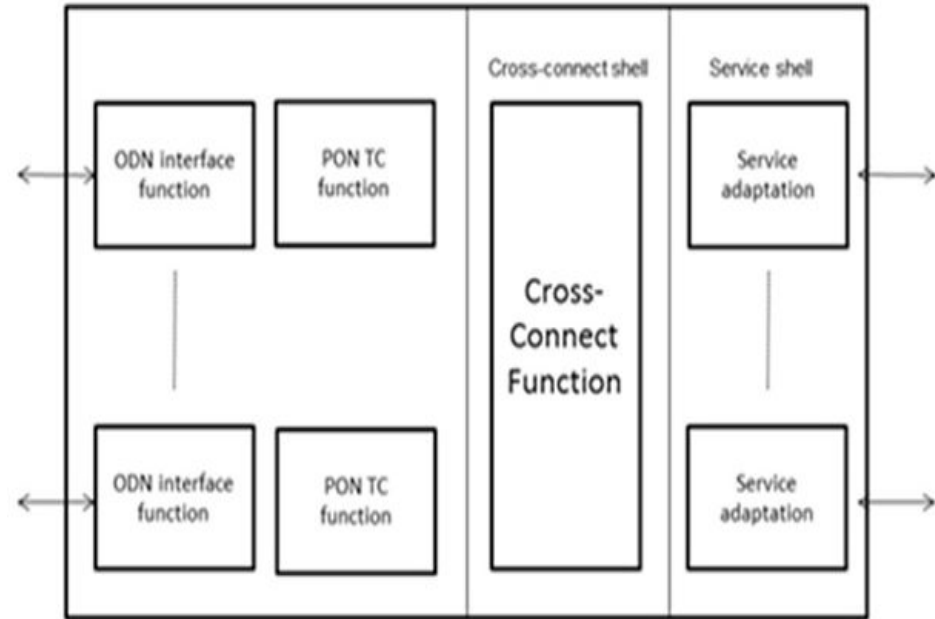 Cross-connect shell
Service shell
ODN interface
function
PON TC
function
Service
adaptation
Cross-
Connect
Function
ODN interface
function
PON TC
function
Service
adaptation